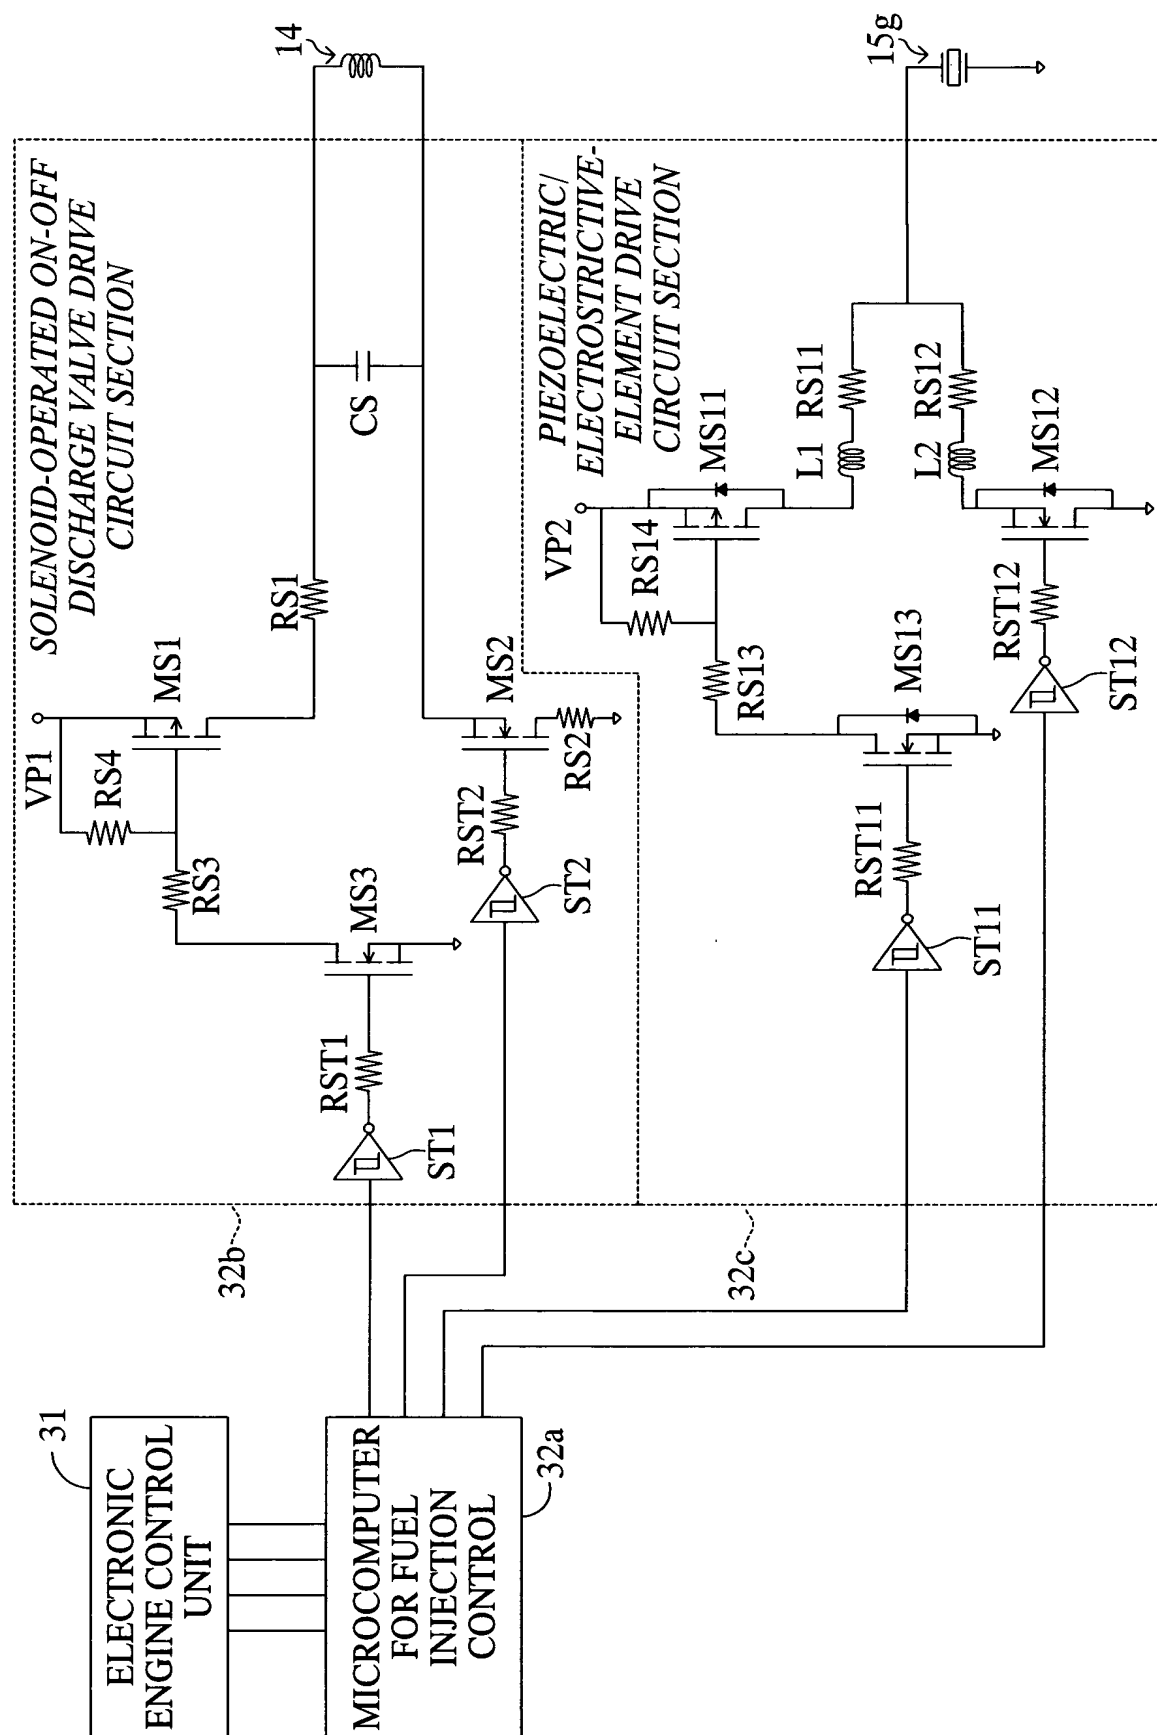 ELECTRONIC
ENGINE CONTROL
UNIT
31
MICROCOMPUTER
FOR FUEL
INJECTION
CONTROL
32a
32b
SOLENOID-OPERATED ON-OFF
DISCHARGE VALVE DRIVE
CIRCUIT SECTION
VP1
RS4
MS1
RS3
RS1
MS3
RST1
ST1
CS
14
MS2
RST2
RS2
ST2
32c
PIEZOELECTRIC/
ELECTROSTRICTIVE-
ELEMENT DRIVE
CIRCUIT SECTION
VP2
RS14
MS11
RS13
L1
RS11
MS13
RST11
ST11
L2
RS12
MS12
RST12
ST12
15g